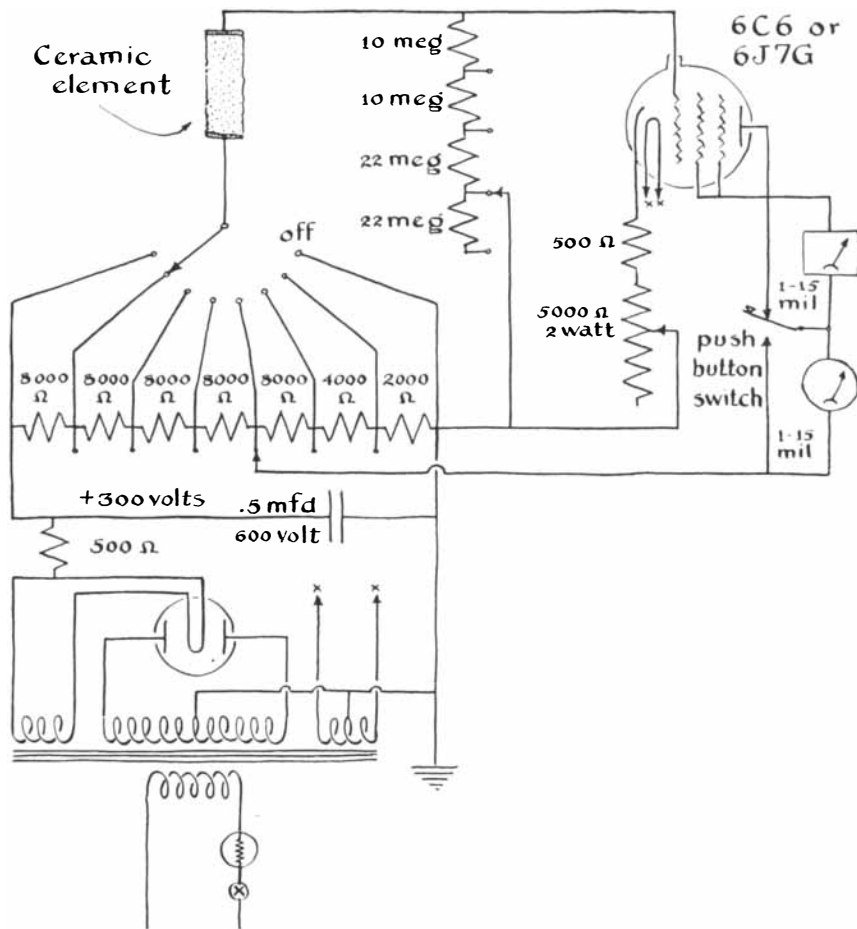 Ceramic
element
10 meg
10 meg
22 meg
22 meg
6C6 or
6J7G
off
500 Ω
5000 Ω
2 watt
1-15
mil
push
button
switch
1-15
mil
8000
Ω
8000
Ω
8000
Ω
8000
Ω
8000
Ω
4000
Ω
2000
Ω
+300 volts
.5 mfd
600 volt
500 Ω
x x
x
x